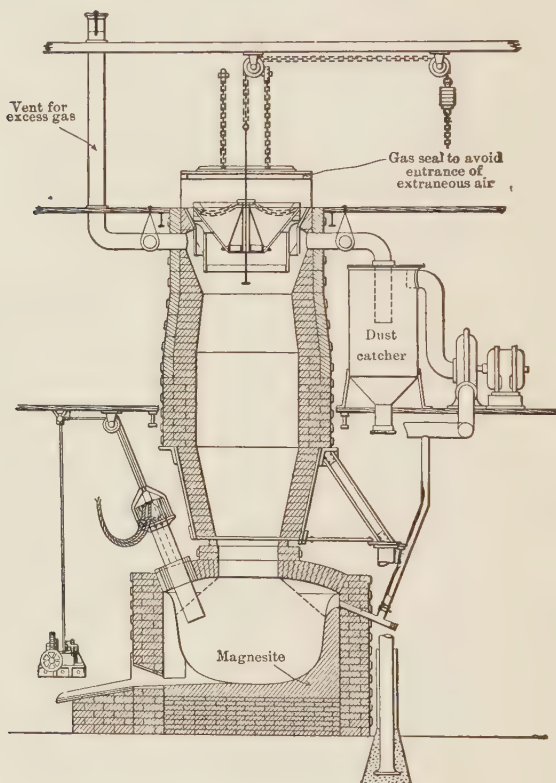 Vent for
excess gas
Gas seal to avoid
entrance of
extraneous air
Dust
catcher
Magnesite